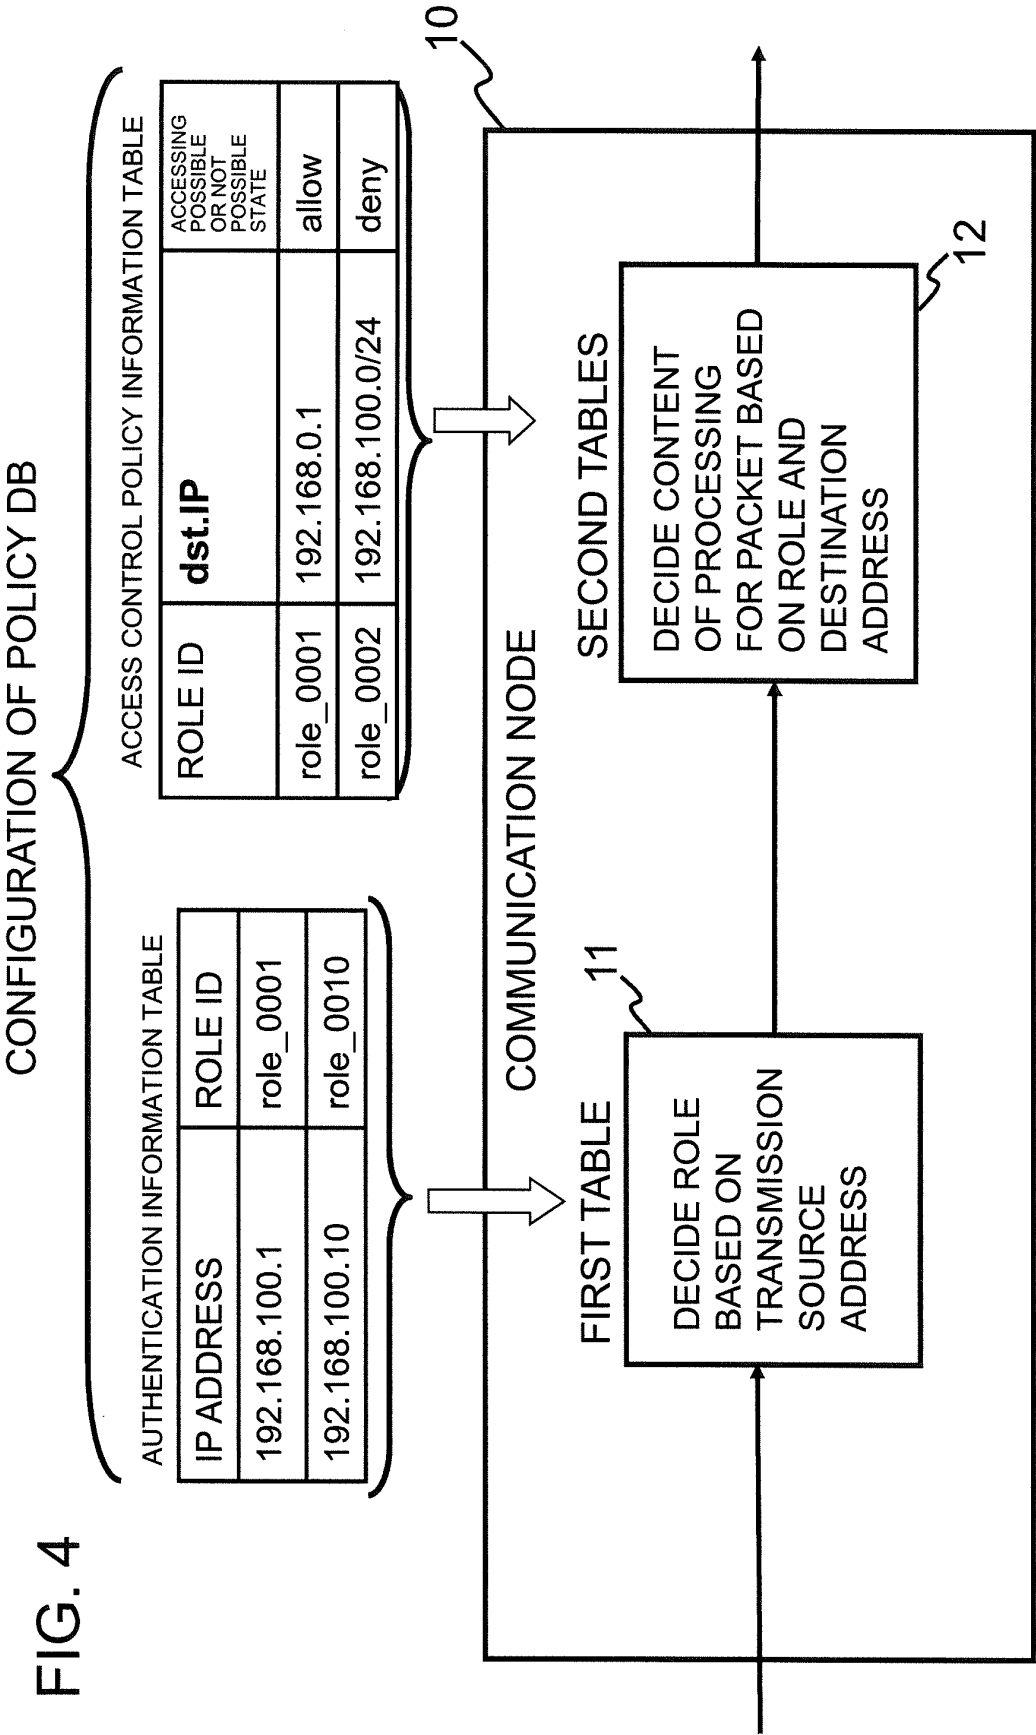 FIG. 4
CONFIGURATION OF POLICY DB
AUTHENTICATION INFORMATION TABLE
IP ADDRESS ROLE ID
192.168.100.1 role_0001
192.168.100.10 role_0010
ACCESS CONTROL POLICY INFORMATION TABLE
ROLE ID dst.IP
ACCESSING
POSSIBLE
OR NOT
POSSIBLE
STATE
role_0001 192.168.0.1 allow
role_0002 192.168.100.0/24 deny
COMMUNICATION NODE
10
FIRST TABLE
11
DECIDE ROLE
BASED ON
TRANSMISSION
SOURCE
ADDRESS
SECOND TABLES
DECIDE CONTENT
OF PROCESSING
FOR PACKET BASED
ON ROLE AND
DESTINATION
ADDRESS
12